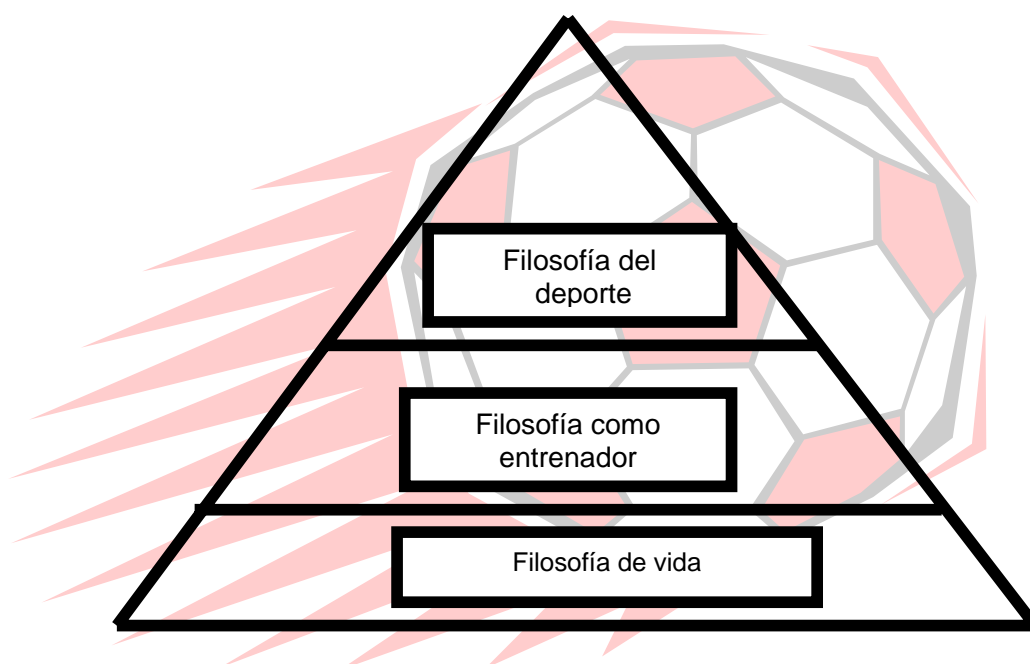 Filosofía del
deporte
Filosofía como
entrenador
Filosofía de vida